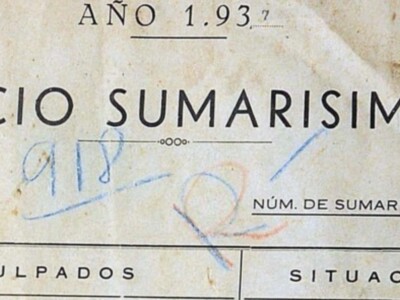 AÑO 1.937
CIO SUMARISIM
918
R
NÚM. DE SUMAR
ULPADOS
SITUAC